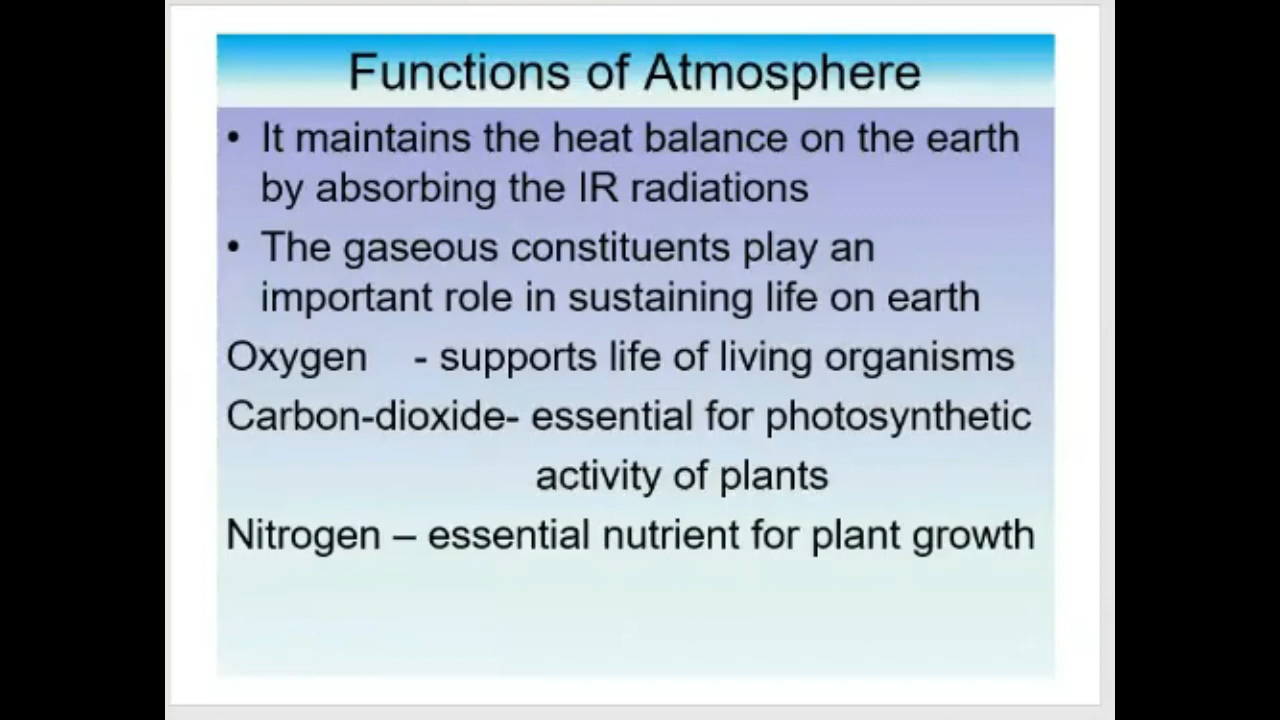 Functions of Atmosphere
• It maintains the heat balance on the earth
by absorbing the IR radiations
• The gaseous constituents play an
important role in sustaining life on earth
Oxygen - supports life of living organisms
Carbon-dioxide- essential for photosynthetic
activity of plants
Nitrogen – essential nutrient for plant growth